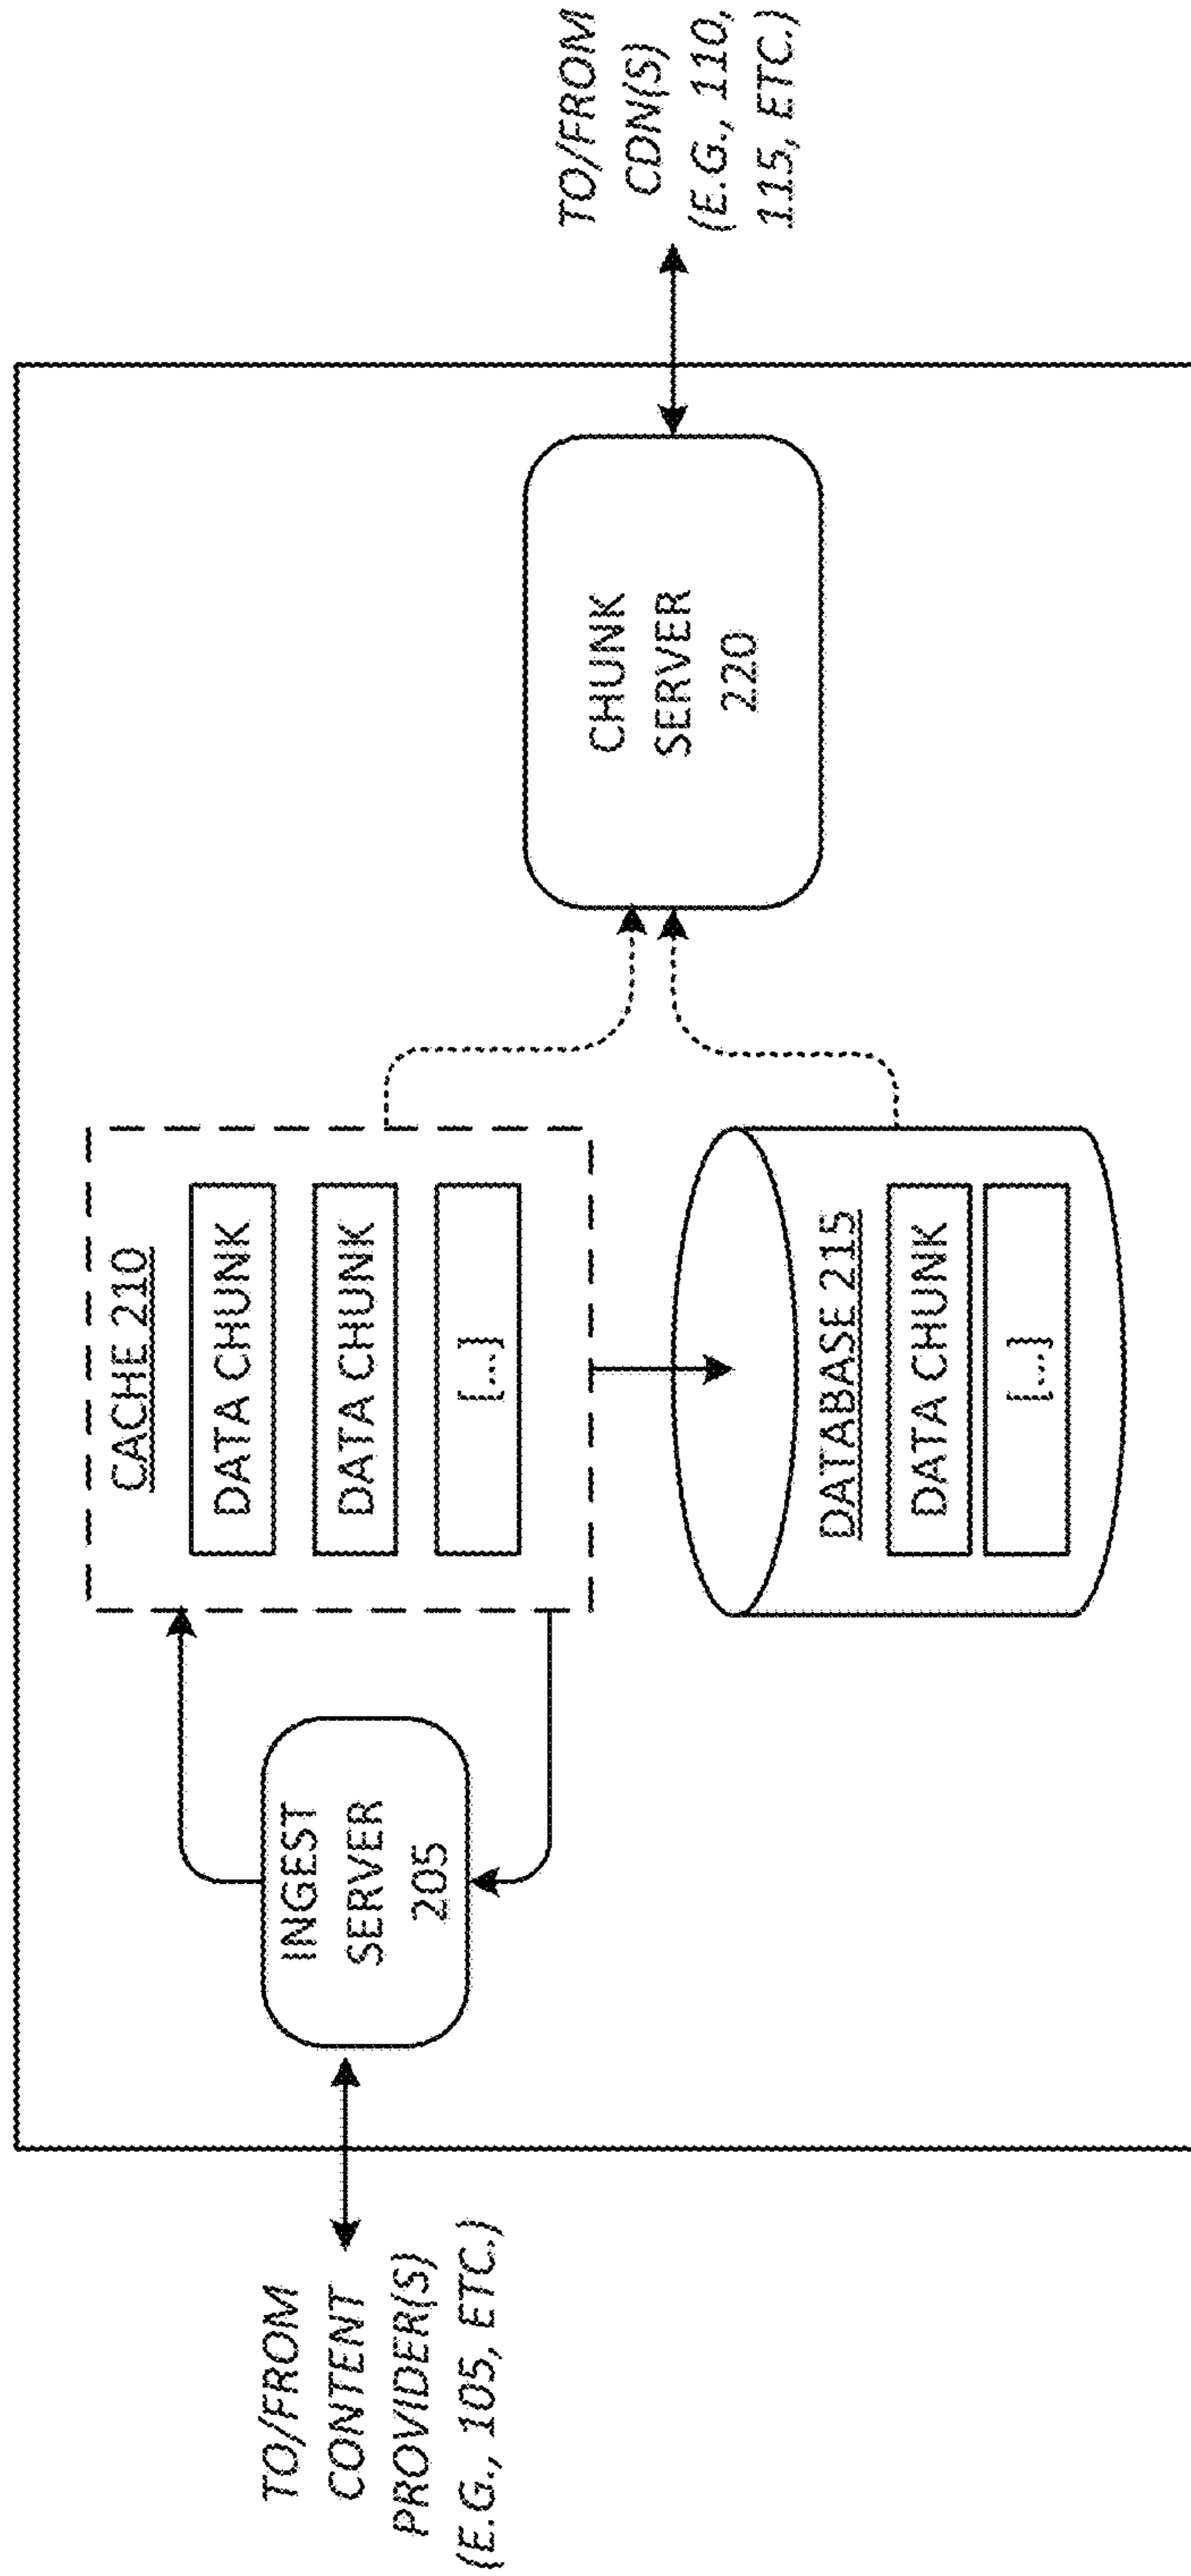 TO/FROM
CONTENT
PROVIDER(S)
(E.G., 105, ETC.)
INGEST
SERVER
205
CACHE 210
DATA CHUNK
DATA CHUNK
[...]
DATABASE 215
DATA CHUNK
[...]
CHUNK
SERVER
220
TO/FROM
CDN(S)
(E.G., 110,
115, ETC.)